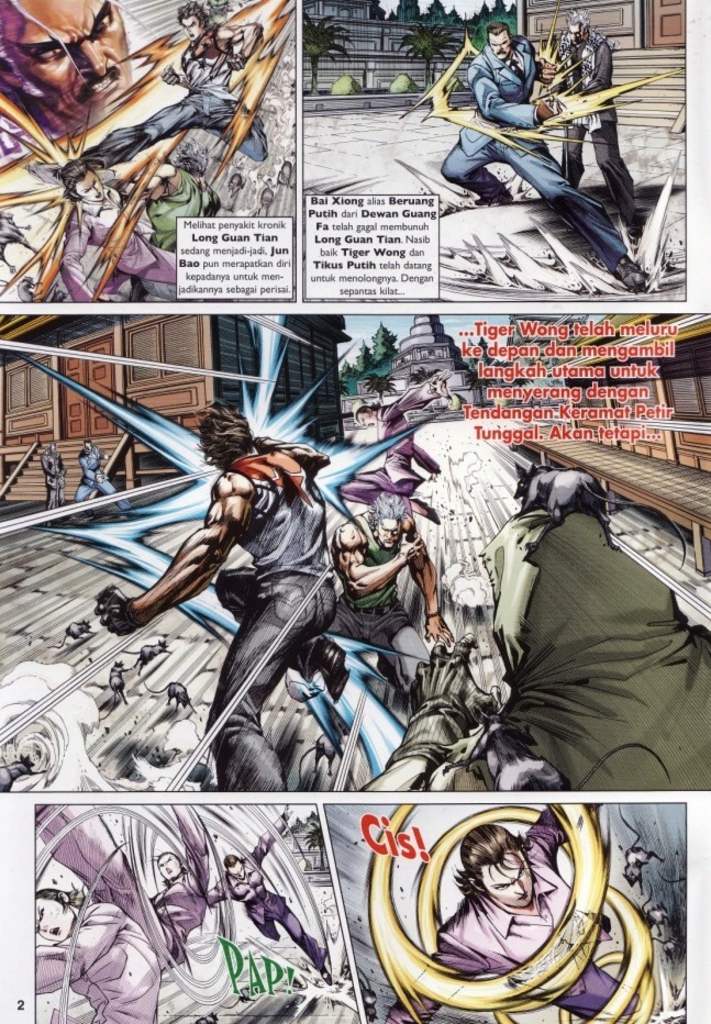 Melihat penyakit kronik
Long Guan Tian
sedang menjadi-jadi, Jun
Bao pun merapatkan diri
kepadanya untuk men-
jadikannya sebagai perisai.
Bai Xiong alias Beruang
Putih dari Dewan Guang
Fa telah gagal membunuh
Long Guan Tian. Nasib
baik Tiger Wong dan
Tikus Putih telah datang
untuk menolongnya. Dengan
sepantas kilat...
...Tiger Wong telah meluru
ke depan dan mengambil
langkah utama untuk
menyerang dengan
Tendangan Keramat Petir
Tunggal. Akan tetapi...
PAP!
Cis!
2